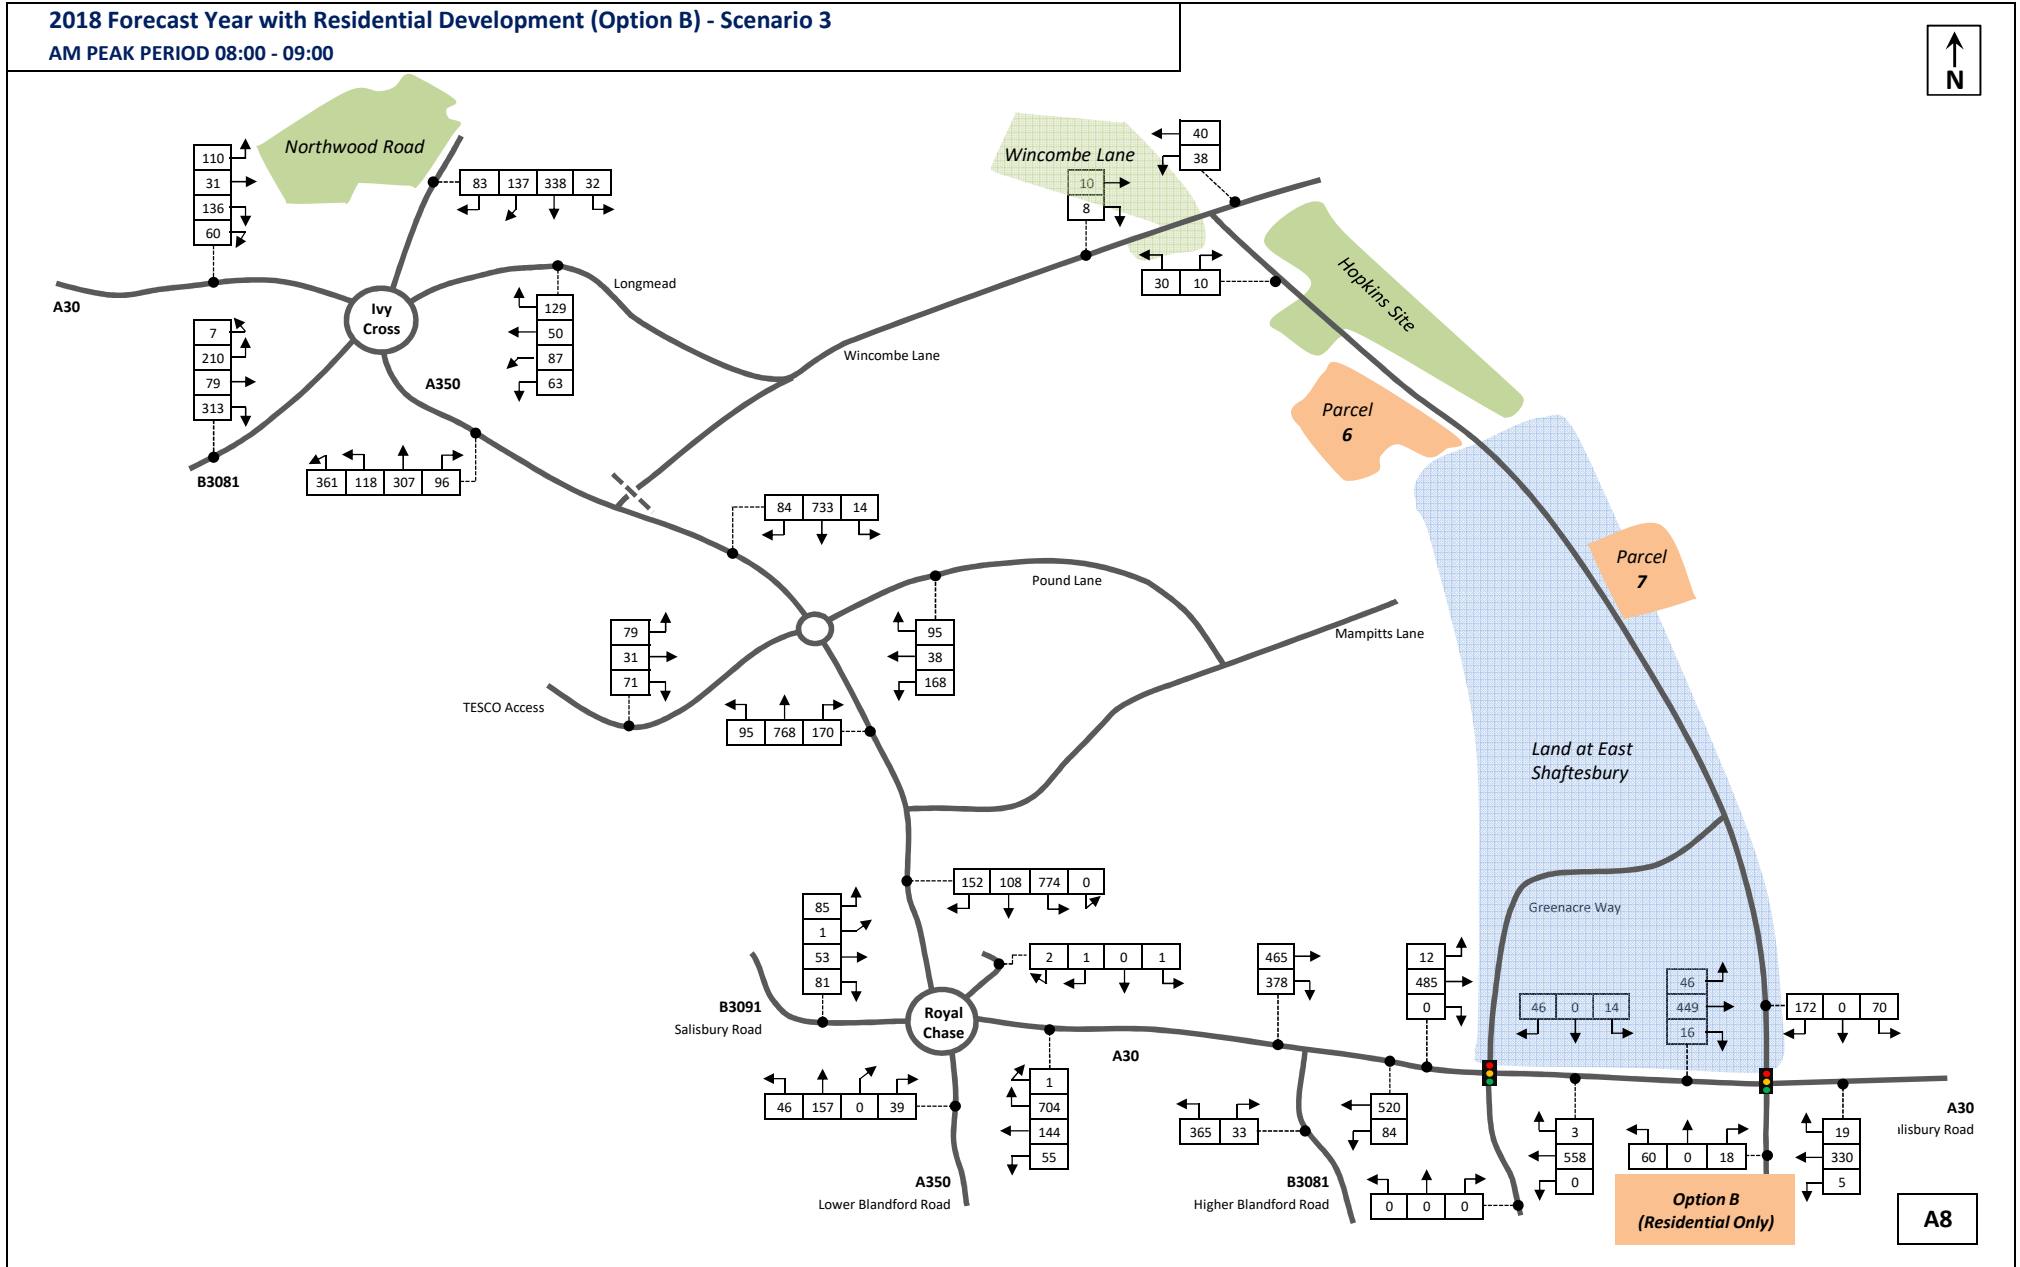 2018 Forecast Year with Residential Development (Option B) - Scenario 3
AM PEAK PERIOD 08:00 - 09:00
N
Northwood Road
110
31
136
60
83 137 338 32
A30
Ivy
Cross
Longmead
129
50
87
63
7
210
79
313
B3081
A350
361 118 307 96
Wincombe Lane
Wincombe Lane
10
8
40
38
30 10
Hopkins Site
Parcel
6
Parcel
7
84 733 14
Pound Lane
Mampitts Lane
79
31
71
TESCO Access
95
38
168
95 768 170
Land at East
Shaftesbury
Greenacre Way
152 108 774 0
85
1
53
81
2 1 0 1
B3091
Salisbury Road
Royal
Chase
A30
465
378
12
485
0
46 0 14
46
449
16
172 0 70
46 157 0 39
1
704
144
55
365 33
520
84
3
558
0
60 0 18
19
330
5
A30
lisbury Road
A350
Lower Blandford Road
B3081
Higher Blandford Road
0 0 0
Option B
(Residential Only)
A8